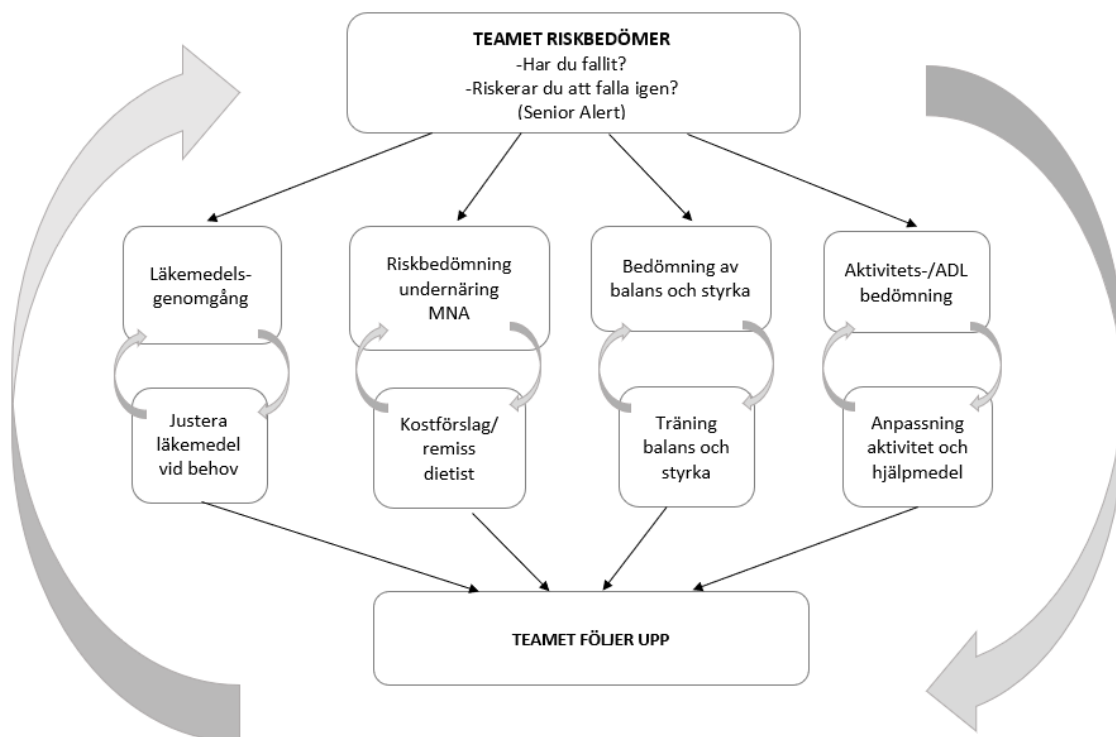 TEAMET RISKBEDÖMER
-Har du fallit?
-Riskerar du att falla igen?
(Senior Alert)
Läkemedels-
genomgång
Riskbedömning
undernäring
MNA
Bedömning av
balans och styrka
Aktivitets-/ADL
bedömning
Justera
läkemedel
vid behov
Kostförslag/
remiss
dietist
Träning
balans och
styrka
Anpassning
aktivitet och
hjälpmedel
TEAMET FÖLJER UPP